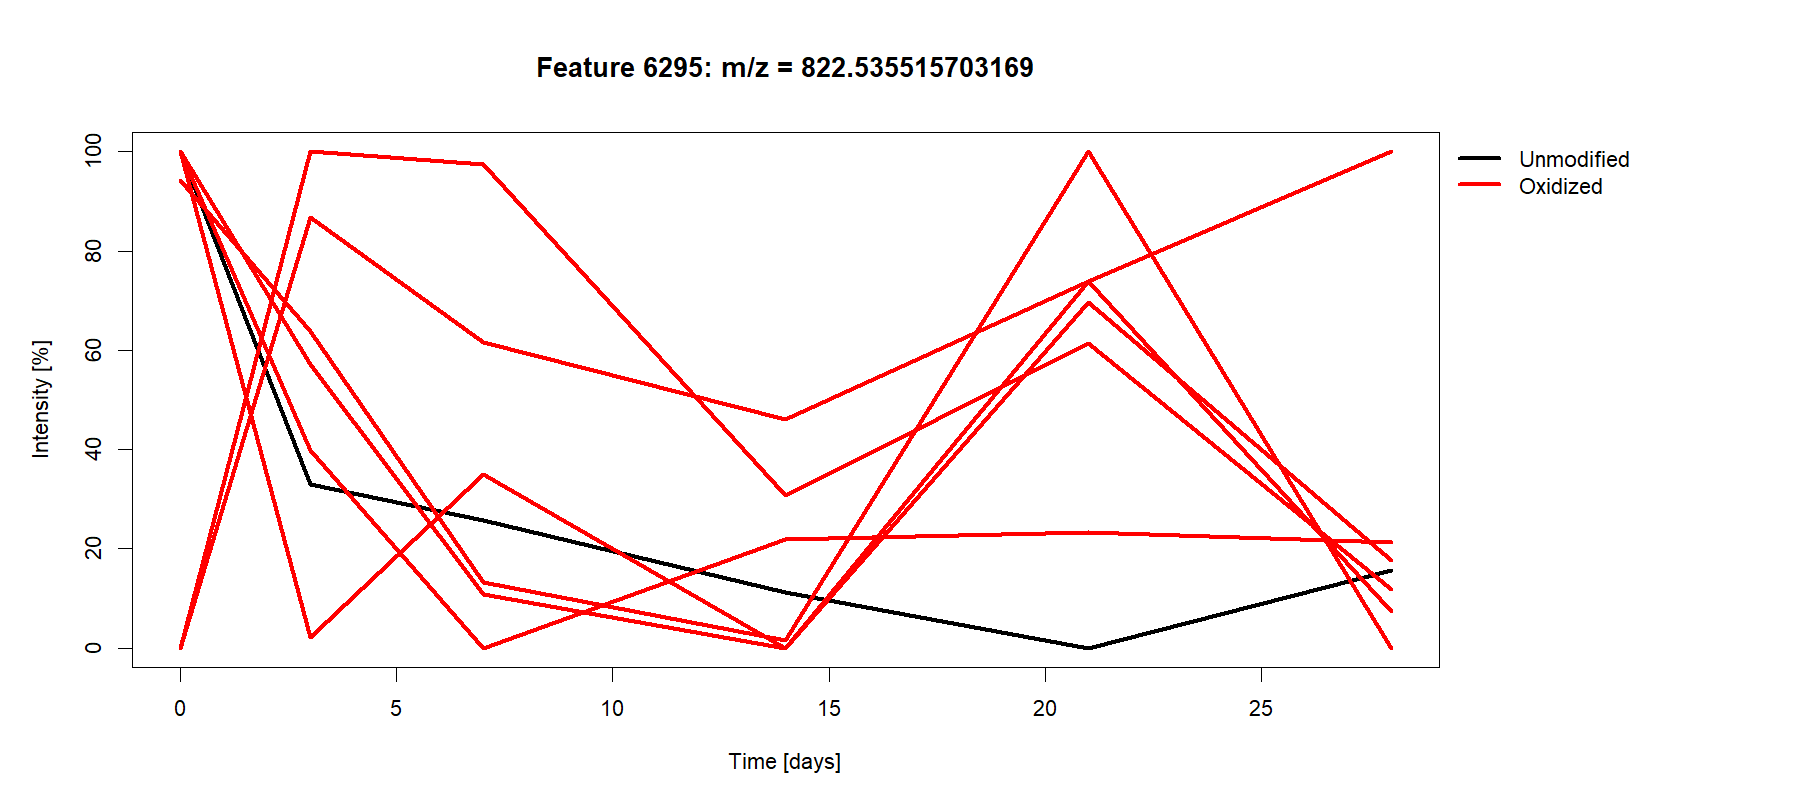 Feature 6295: m/z = 822.535515703169
Unmodified
Oxidized
Intensity [%]
100
80
60
40
20
0
0 5 10 15 20 25
Time [days]